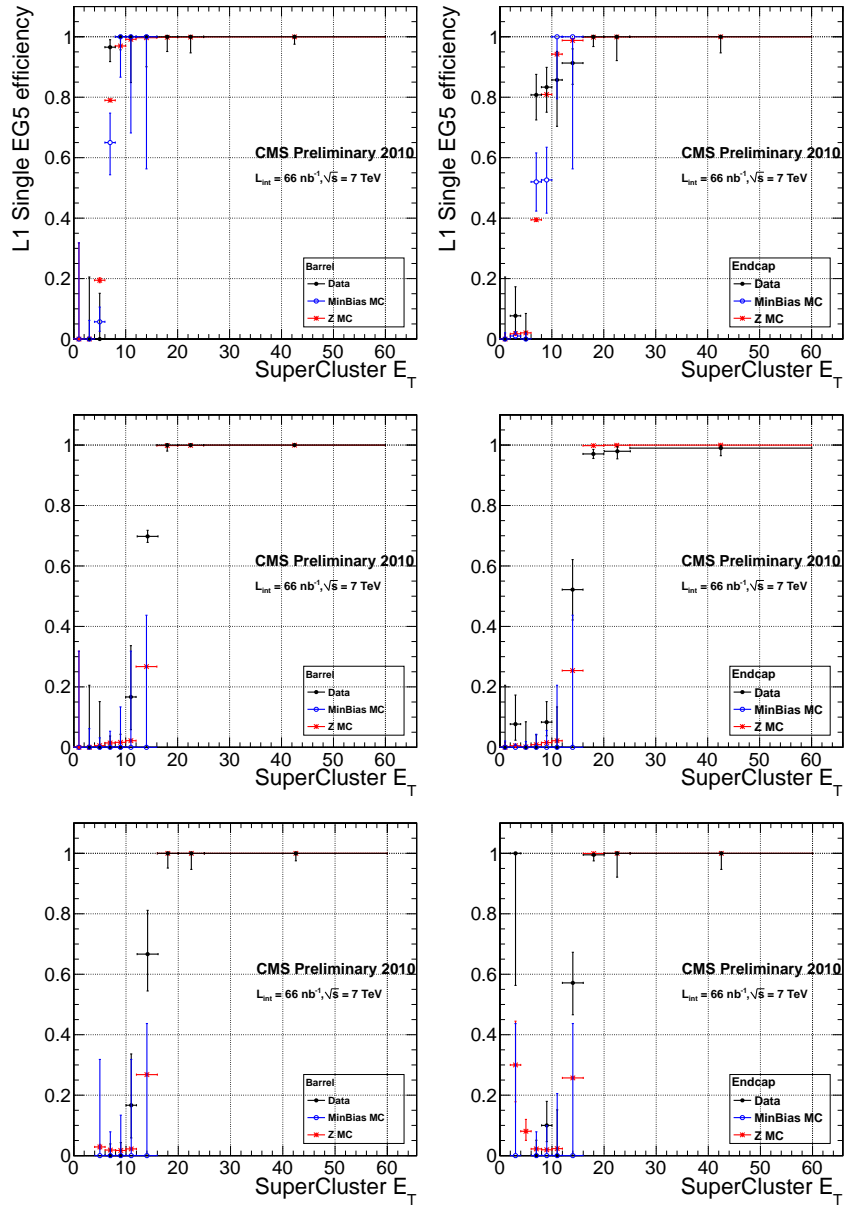 L1 Single EG5 efficiency
1
0.8
0.6
0.4
0.2
0
CMS Preliminary 2010
L_int = 66 nb⁻¹,√s = 7 TeV
Barrel
Data
MinBias MC
Z MC
0 10 20 30 40 50 60
SuperCluster E_T
L1 Single EG5 efficiency
1
0.8
0.6
0.4
0.2
0
CMS Preliminary 2010
L_int = 66 nb⁻¹,√s = 7 TeV
Endcap
Data
MinBias MC
Z MC
0 10 20 30 40 50 60
SuperCluster E_T
1
0.8
0.6
0.4
0.2
0
CMS Preliminary 2010
L_int = 66 nb⁻¹,√s = 7 TeV
Barrel
Data
MinBias MC
Z MC
0 10 20 30 40 50 60
SuperCluster E_T
1
0.8
0.6
0.4
0.2
0
CMS Preliminary 2010
L_int = 66 nb⁻¹,√s = 7 TeV
Endcap
Data
MinBias MC
Z MC
0 10 20 30 40 50 60
SuperCluster E_T
1
0.8
0.6
0.4
0.2
0
CMS Preliminary 2010
L_int = 66 nb⁻¹,√s = 7 TeV
Barrel
Data
MinBias MC
Z MC
0 10 20 30 40 50 60
SuperCluster E_T
1
0.8
0.6
0.4
0.2
0
CMS Preliminary 2010
L_int = 66 nb⁻¹,√s = 7 TeV
Endcap
Data
MinBias MC
Z MC
0 10 20 30 40 50 60
SuperCluster E_T